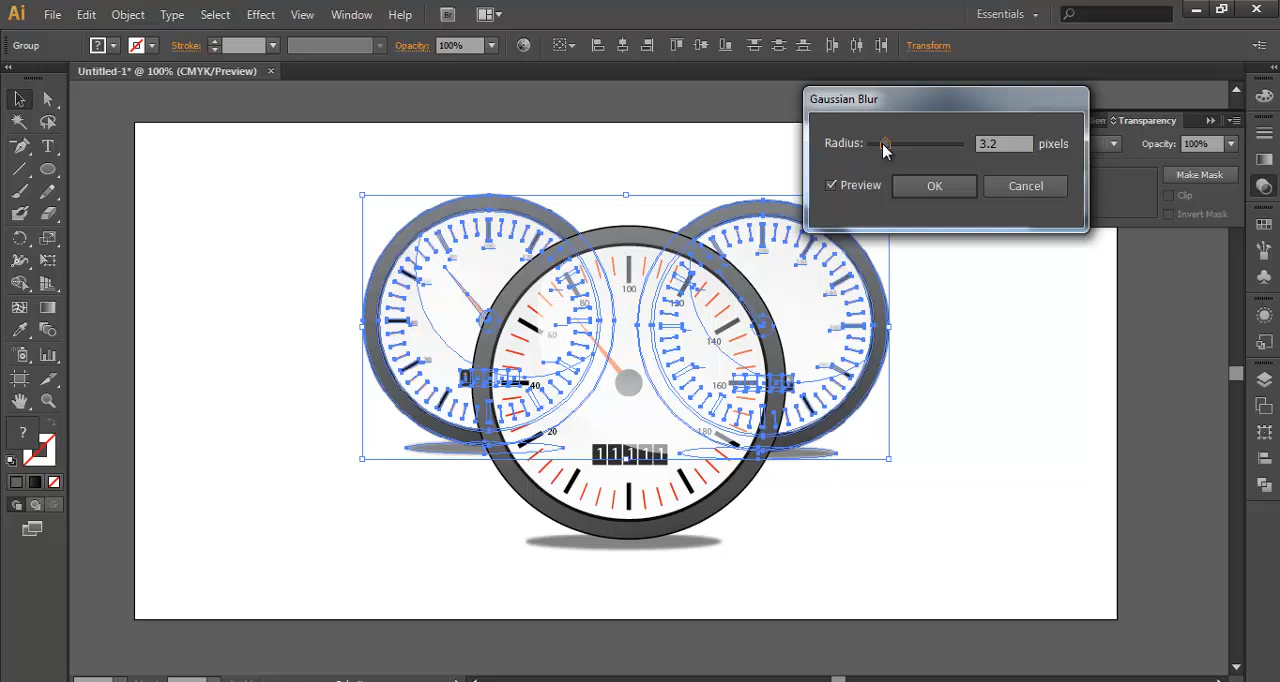 Ai File Edit Object Type Select Effect View Window Help Br Essentials
Group ? Stroke: Opacity: 100% Transform
Untitled-1* @ 100% (CMYK/Preview) ×
Gaussian Blur
Radius: 3.2 pixels
Preview OK Cancel
Transparency
Opacity: 100%
Make Mask
Clip
Invert Mask
100
80
60
140
40
160
20
180
11111
?